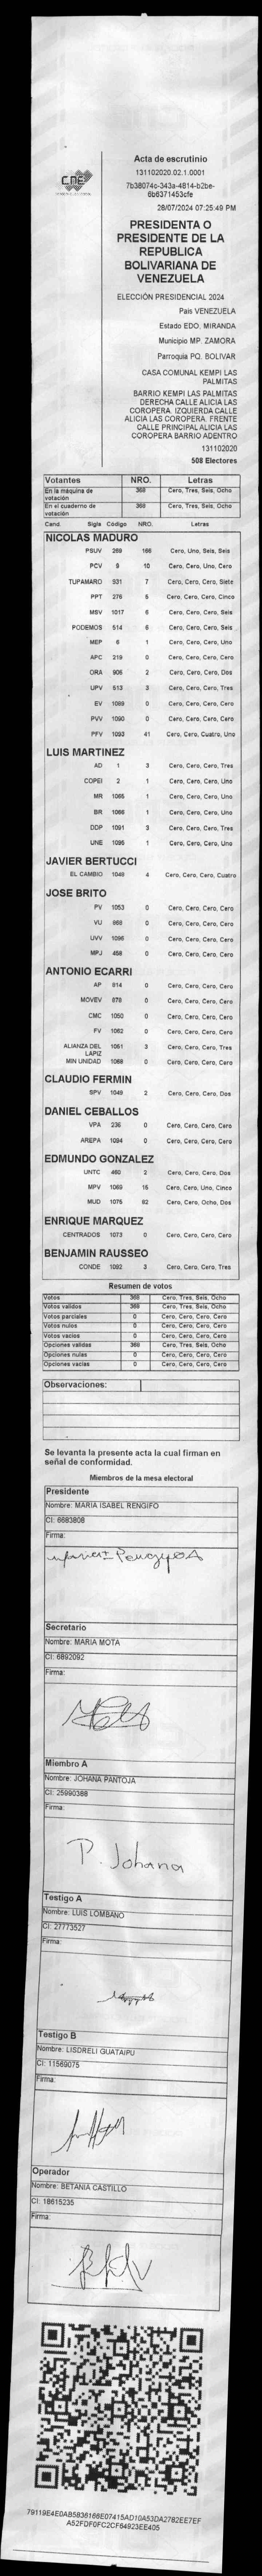 CNE
Acta de escrutinio
131102020.02.1.0001
7b38074c-343a-4814-b2be-
6b6371453cfe
28/07/2024 07:25:49 PM
PRESIDENTA O
PRESIDENTE DE LA
REPUBLICA
BOLIVARIANA DE
VENEZUELA
ELECCIÓN PRESIDENCIAL 2024
Pais VENEZUELA
Estado EDO. MIRANDA
Municipio MP. ZAMORA
Parroquia PQ. BOLIVAR
CASA COMUNAL KEMPI LAS
PALMITAS
BARRIO KEMPI LAS PALMITAS
DERECHA CALLE ALICIA LAS
COROPERA. IZQUIERDA CALLE
ALICIA LAS COROPERA. FRENTE
CALLE PRINCIPAL ALICIA LAS
COROPERA BARRIO ADENTRO
131102020
508 Electores
Votantes NRO. Letras
En la máquina de votación 368 Cero, Tres, Seis, Ocho
En el cuaderno de votación 368 Cero, Tres, Seis, Ocho
Cand. Sigla Código NRO. Letras
NICOLAS MADURO
PSUV 269 166 Cero, Uno, Seis, Seis
PCV 9 10 Cero, Cero, Uno, Cero
TUPAMARO 931 7 Cero, Cero, Cero, Siete
PPT 276 5 Cero, Cero, Cero, Cinco
MSV 1017 6 Cero, Cero, Cero, Seis
PODEMOS 514 6 Cero, Cero, Cero, Seis
MEP 6 1 Cero, Cero, Cero, Uno
APC 219 0 Cero, Cero, Cero, Cero
ORA 906 2 Cero, Cero, Cero, Dos
UPV 513 3 Cero, Cero, Cero, Tres
EV 1089 0 Cero, Cero, Cero, Cero
PVV 1090 0 Cero, Cero, Cero, Cero
PFV 1093 41 Cero, Cero, Cuatro, Uno
LUIS MARTINEZ
AD 1 3 Cero, Cero, Cero, Tres
COPEI 2 1 Cero, Cero, Cero, Uno
MR 1065 1 Cero, Cero, Cero, Uno
BR 1066 1 Cero, Cero, Cero, Uno
DDP 1091 3 Cero, Cero, Cero, Tres
UNE 1095 1 Cero, Cero, Cero, Uno
JAVIER BERTUCCI
EL CAMBIO 1048 4 Cero, Cero, Cero, Cuatro
JOSE BRITO
PV 1053 0 Cero, Cero, Cero, Cero
VU 868 0 Cero, Cero, Cero, Cero
UVV 1096 0 Cero, Cero, Cero, Cero
MPJ 468 0 Cero, Cero, Cero, Cero
ANTONIO ECARRI
AP 814 0 Cero, Cero, Cero, Cero
MOVEV 878 0 Cero, Cero, Cero, Cero
CMC 1050 0 Cero, Cero, Cero, Cero
FV 1062 0 Cero, Cero, Cero, Cero
ALIANZA DEL LAPIZ 1051 3 Cero, Cero, Cero, Tres
MIN UNIDAD 1088 0 Cero, Cero, Cero, Cero
CLAUDIO FERMIN
SPV 1049 2 Cero, Cero, Cero, Dos
DANIEL CEBALLOS
VPA 236 0 Cero, Cero, Cero, Cero
AREPA 1094 0 Cero, Cero, Cero, Cero
EDMUNDO GONZALEZ
UNTC 460 2 Cero, Cero, Cero, Dos
MPV 1069 15 Cero, Cero, Uno, Cinco
MUD 1075 82 Cero, Cero, Ocho, Dos
ENRIQUE MARQUEZ
CENTRADOS 1073 0 Cero, Cero, Cero, Cero
BENJAMIN RAUSSEO
CONDE 1092 3 Cero, Cero, Cero, Tres
Resumen de votos
Votos 368 Cero, Tres, Seis, Ocho
Votos validos 368 Cero, Tres, Seis, Ocho
Votos parciales 0 Cero, Cero, Cero, Cero
Votos nulos 0 Cero, Cero, Cero, Cero
Votos vacios 0 Cero, Cero, Cero, Cero
Opciones validas 368 Cero, Tres, Seis, Ocho
Opciones nulas 0 Cero, Cero, Cero, Cero
Opciones vacias 0 Cero, Cero, Cero, Cero
Observaciones:
Se levanta la presente acta la cual firman en
señal de conformidad.
Miembros de la mesa electoral
Presidente
Nombre: MARIA ISABEL RENGIFO
CI: 6683808
Firma:
Secretario
Nombre: MARIA MOTA
CI: 6892092
Firma:
Miembro A
Nombre: JOHANA PANTOJA
CI: 25990388
Firma:
P. Johana
Testigo A
Nombre: LUIS LOMBANO
CI: 27773527
Firma:
Testigo B
Nombre: LISDRELI GUATAIPU
CI: 11569075
Firma:
Operador
Nombre: BETANIA CASTILLO
CI: 18615235
Firma:
79119E4E0AB5836166E07415AD10A53DA2782EE7EF
A52FDF0FC2CF64923EE405